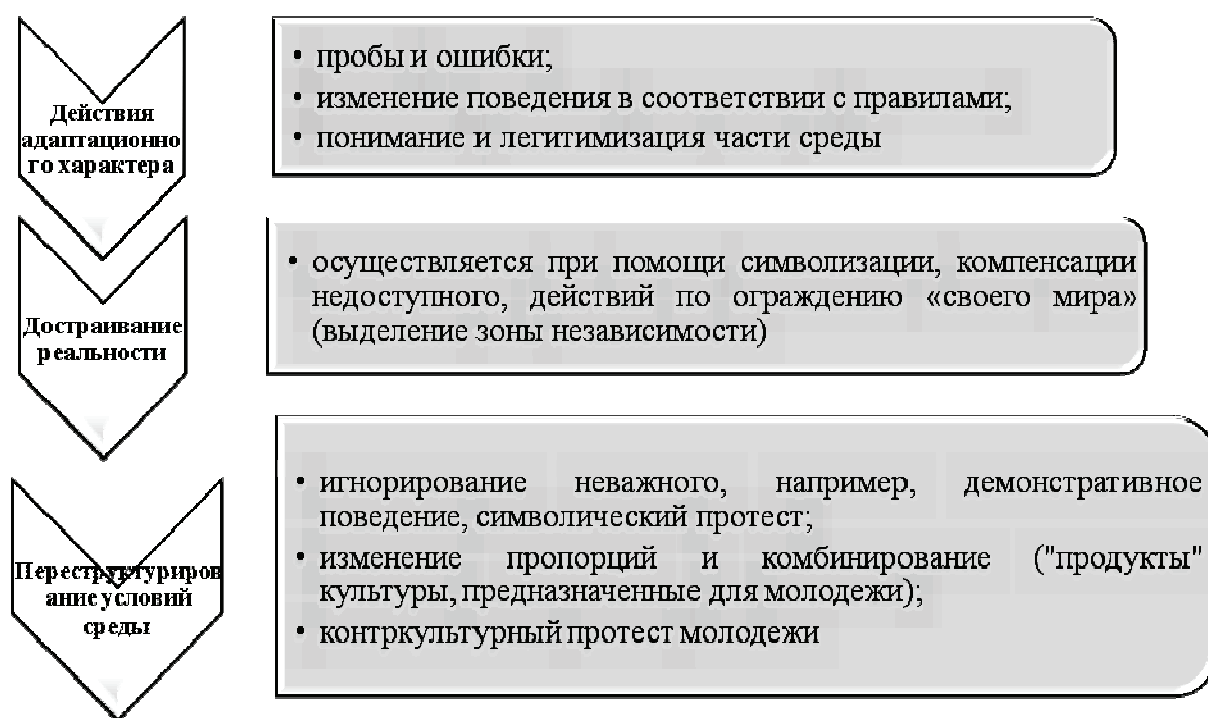 Действия
адаптационно
го характера
• пробы и ошибки;
• изменение поведения в соответствии с правилами;
• понимание и легитимизация части среды
Достраивание
реальности
• осуществляется при помощи символизации, компенсации
недоступного, действий по ограждению «своего мира»
(выделение зоны независимости)
Переструктуриров
ание условий
среды
• игнорирование неважного, например, демонстративное
поведение, символический протест;
• изменение пропорций и комбинирование ("продукты"
культуры, предназначенные для молодежи);
• контркультурный протест молодежи